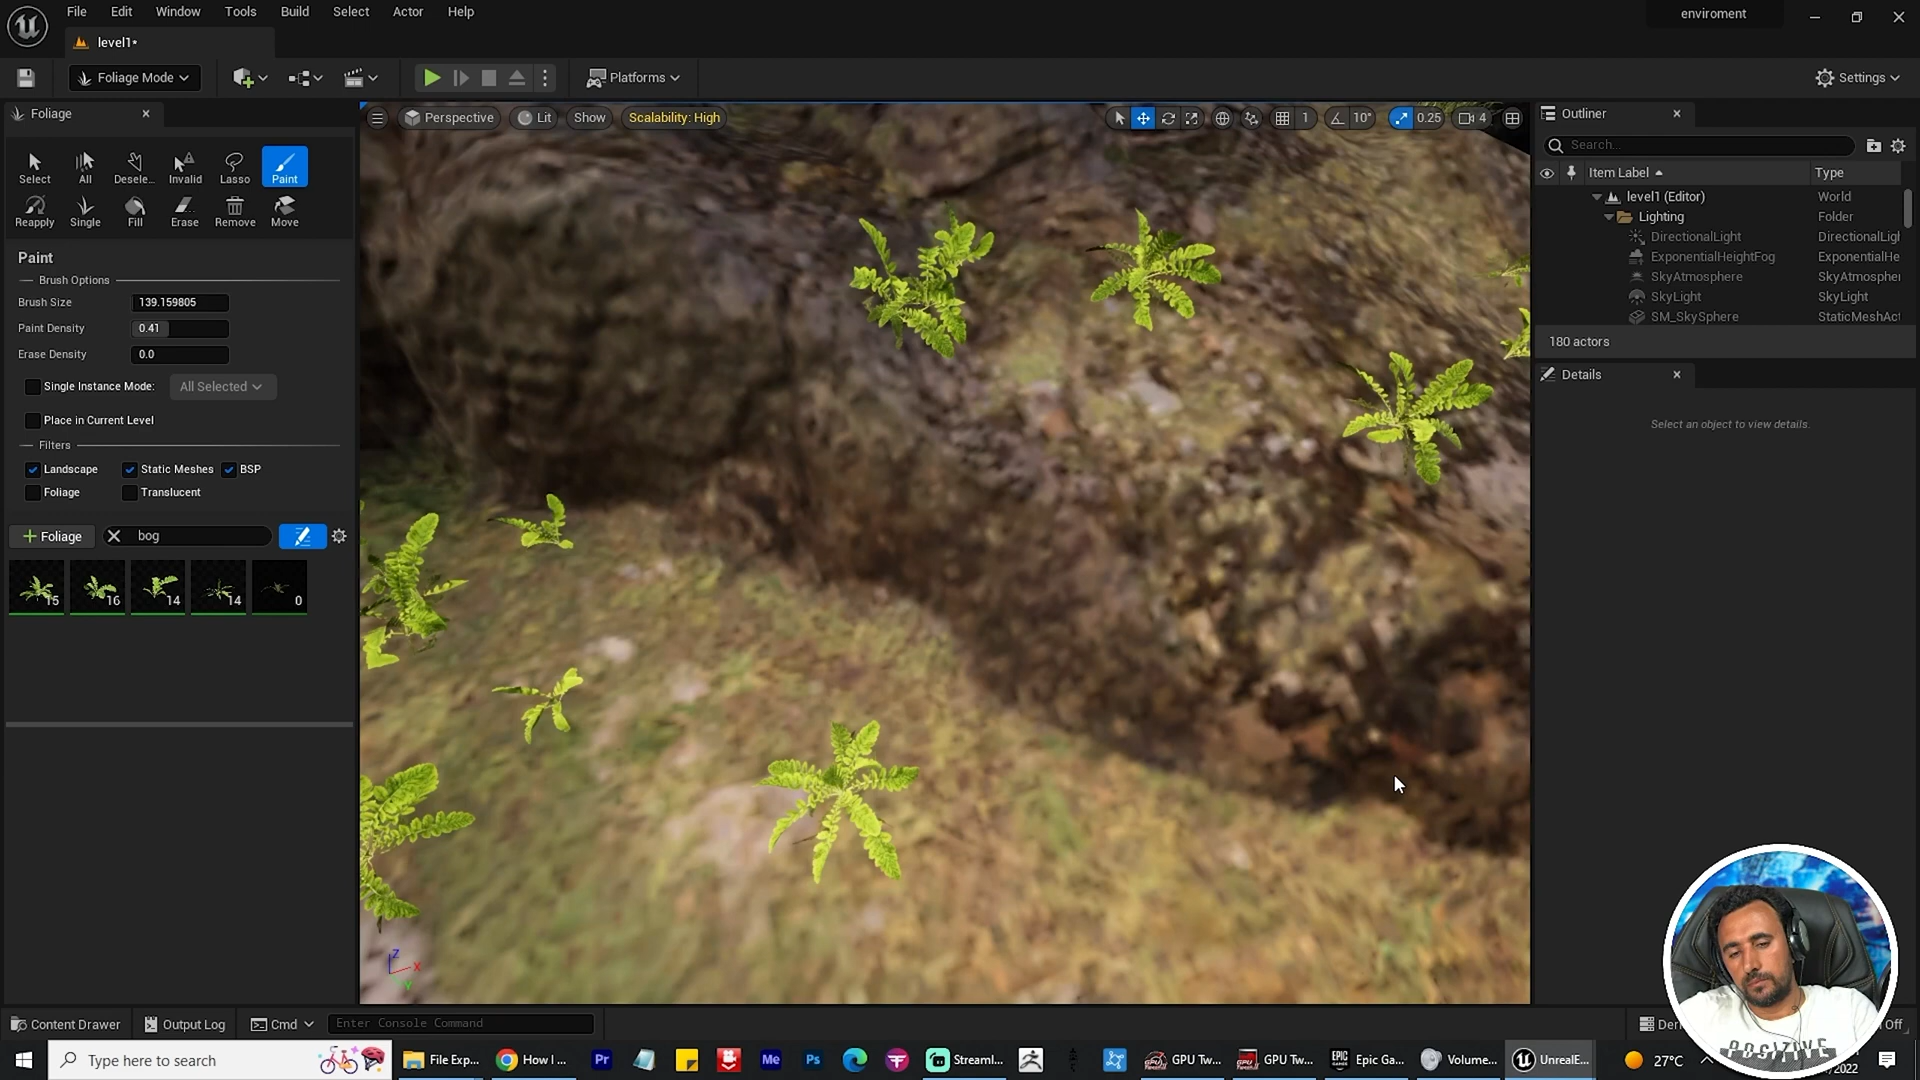 File Edit Window Tools Build Select Actor Help
enviroment
level1*
Foliage Mode
Platforms
Settings
Foliage
Perspective Lit Show Scalability: High
1 10° 0.25 4
Outliner
Search...
Select All Desele... Invalid Lasso Paint
Reapply Single Fill Erase Remove Move
Item Label Type
level1 (Editor) World
Lighting Folder
DirectionalLight DirectionalLigh
ExponentialHeightFog ExponentialHe
SkyAtmosphere SkyAtmospher
SkyLight SkyLight
SM_SkySphere StaticMeshAct
180 actors
Details
Select an object to view details.
Paint
Brush Options
Brush Size 139.159805
Paint Density 0.41
Erase Density 0.0
Single Instance Mode: All Selected
Place in Current Level
Filters
Landscape Static Meshes BSP
Foliage Translucent
+ Foliage bog
15 16 14 14 0
Z X Y
Content Drawer Output Log Cmd Enter Console Command
Off
POSITIVE
Type here to search
File Exp... How I ... Pr Me Ps Streaml... GPU Tw... GPU Tw... EPIC GAMES Epic Ga... Volume... UnrealE... 27°C
/2022